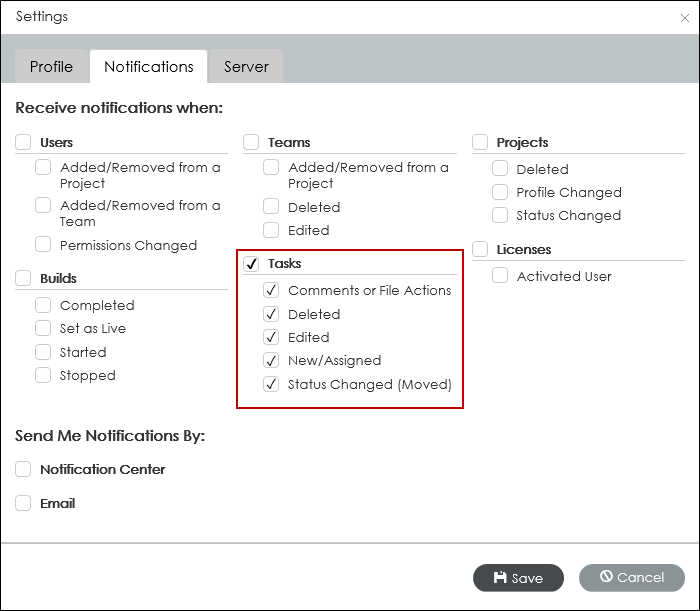 Settings
Profile
Notifications
Server
Receive notifications when:
Users
Added/Removed from a
Project
Added/Removed from a
Team
Permissions Changed
Builds
Completed
Set as Live
Started
Stopped
Teams
Added/Removed from a
Project
Deleted
Edited
Tasks
Comments or File Actions
Deleted
Edited
New/Assigned
Status Changed (Moved)
Projects
Deleted
Profile Changed
Status Changed
Licenses
Activated User
Send Me Notifications By:
Notification Center
Email
Save
Cancel